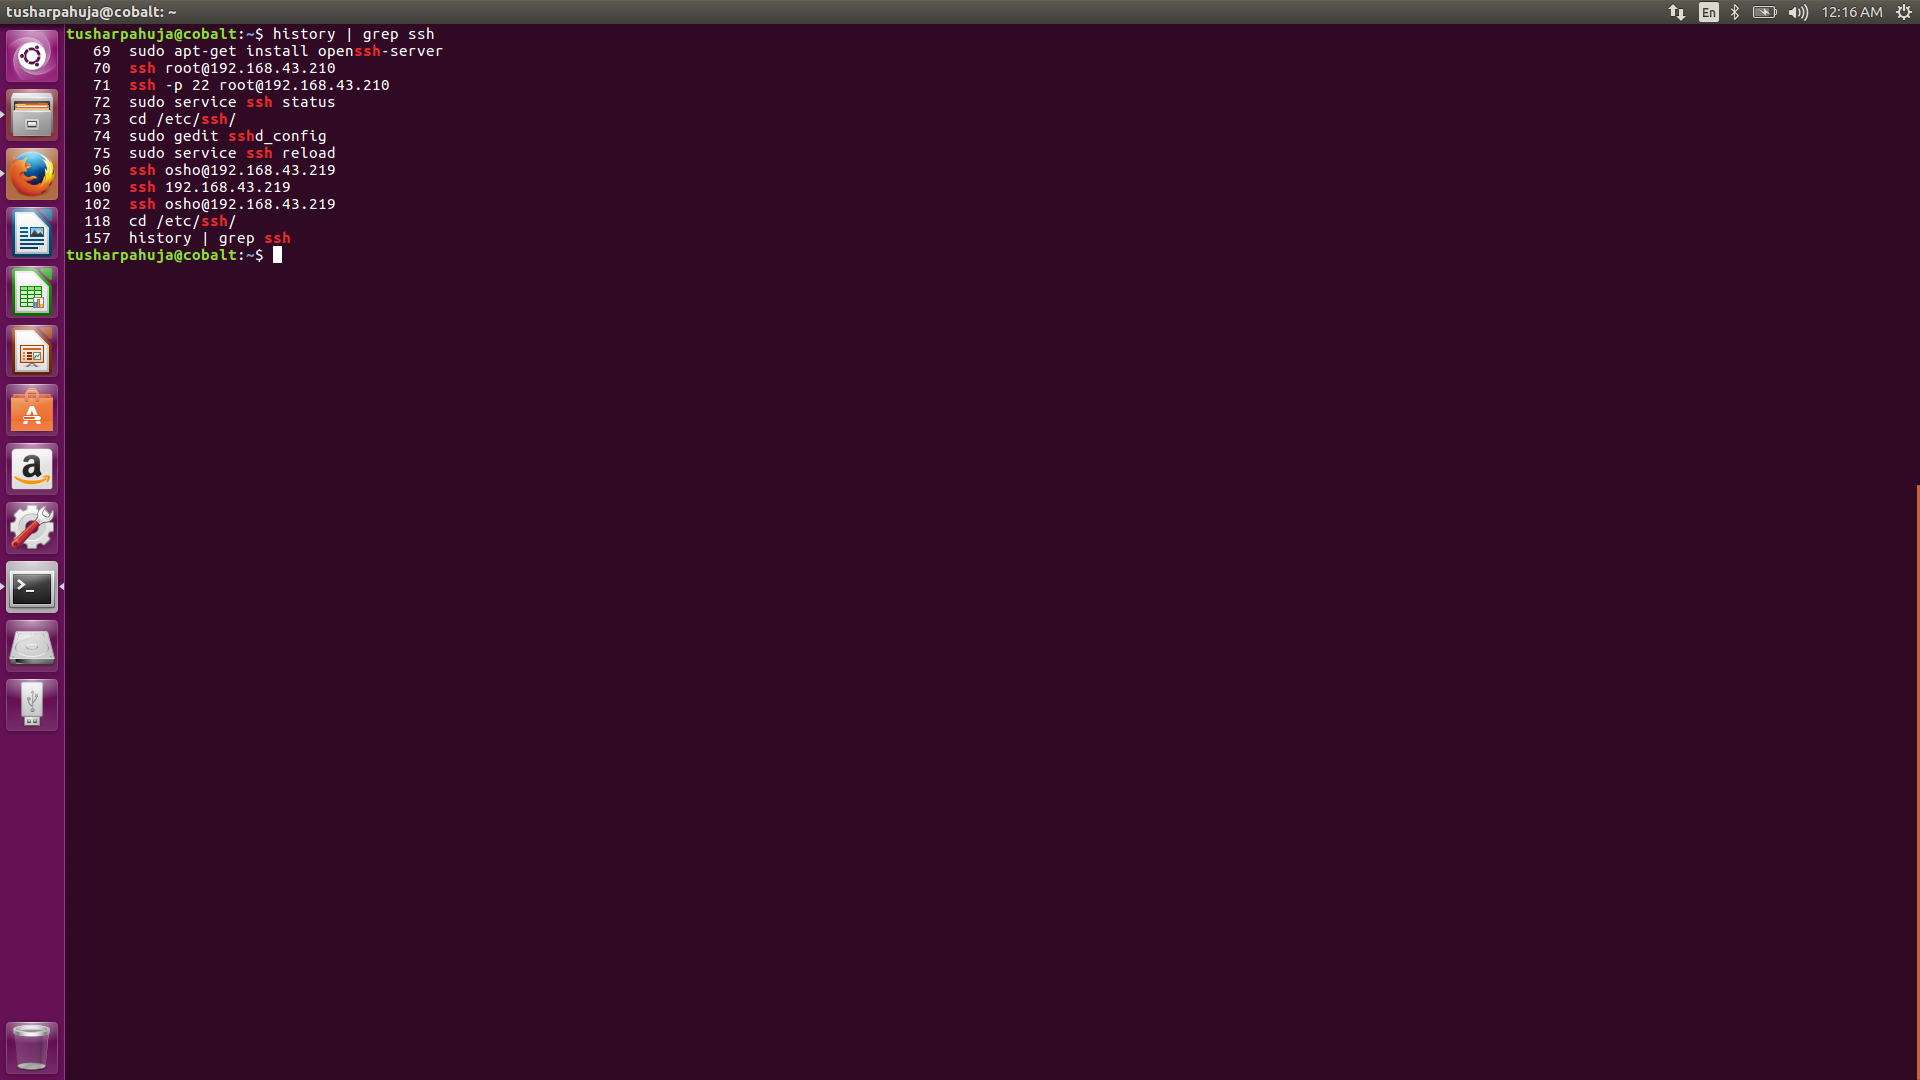 tusharpahuja@cobalt: ~
En
12:16 AM
tusharpahuja@cobalt:~$ history | grep ssh
   69  sudo apt-get install openssh-server
   70  ssh root@192.168.43.210
   71  ssh -p 22 root@192.168.43.210
   72  sudo service ssh status
   73  cd /etc/ssh/
   74  sudo gedit sshd_config
   75  sudo service ssh reload
   96  ssh osho@192.168.43.219
  100  ssh 192.168.43.219
  102  ssh osho@192.168.43.219
  118  cd /etc/ssh/
  157  history | grep ssh
tusharpahuja@cobalt:~$